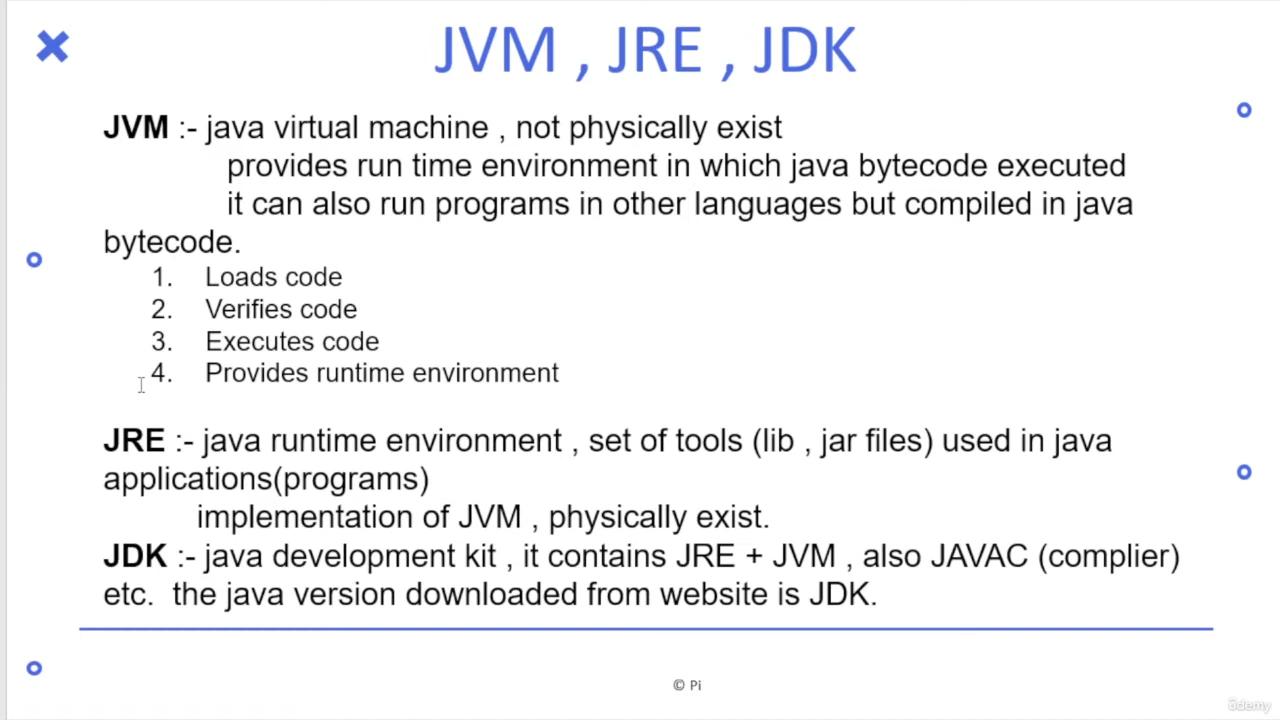 JVM , JRE , JDK
JVM :- java virtual machine , not physically exist
provides run time environment in which java bytecode executed
it can also run programs in other languages but compiled in java
bytecode.
1. Loads code
2. Verifies code
3. Executes code
4. Provides runtime environment
JRE :- java runtime environment , set of tools (lib , jar files) used in java
applications(programs)
implementation of JVM , physically exist.
JDK :- java development kit , it contains JRE + JVM , also JAVAC (complier)
etc. the java version downloaded from website is JDK.
© Pi
ûdemy